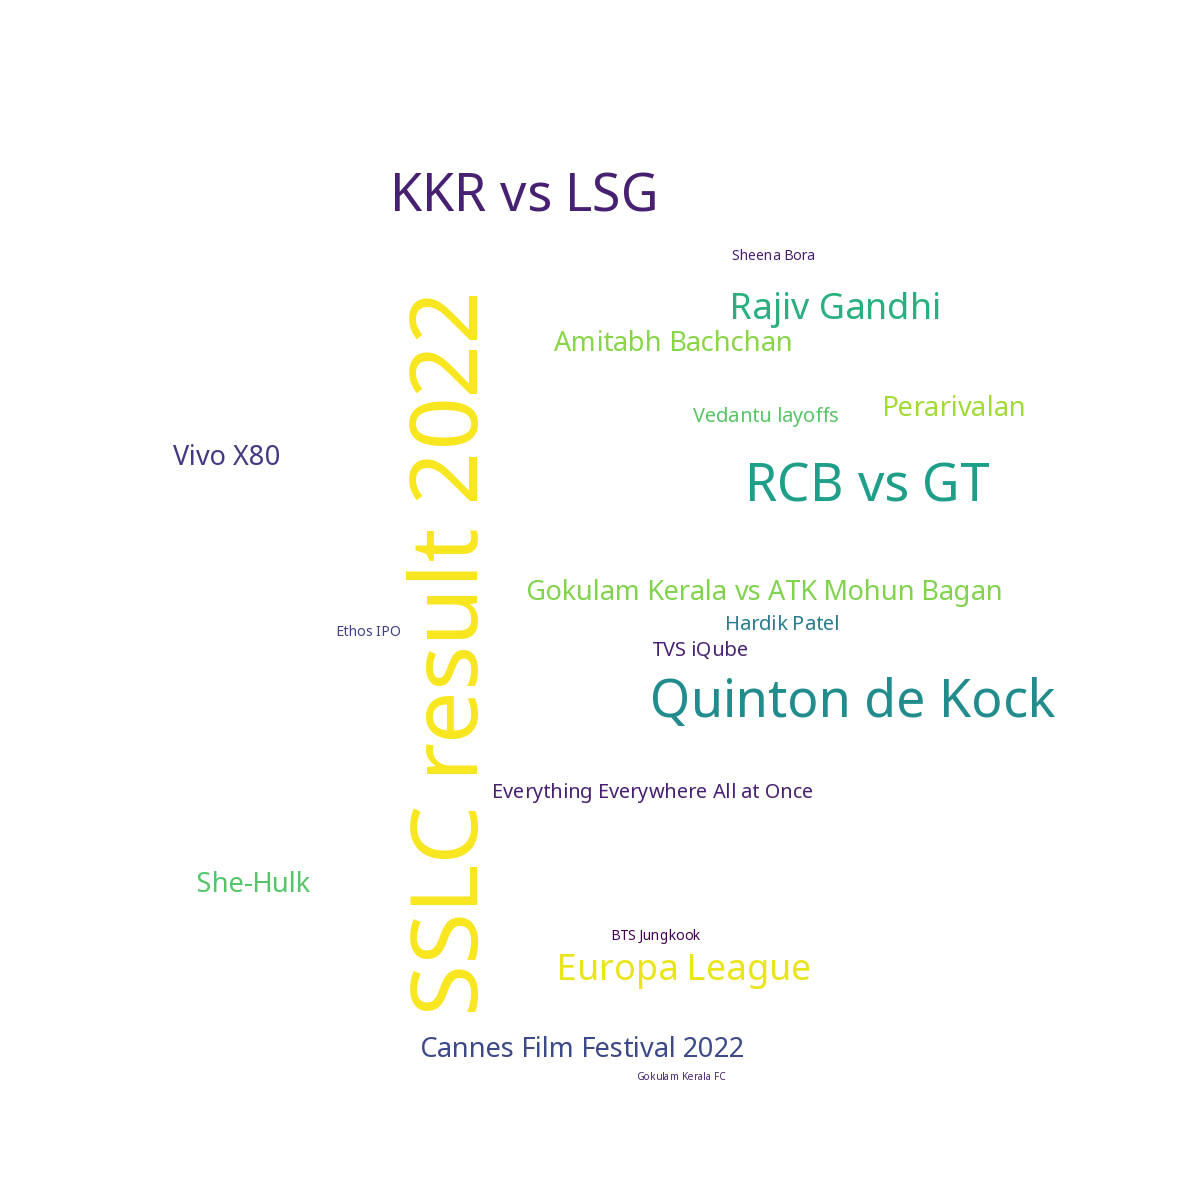 KKR vs LSG
Sheena Bora
Rajiv Gandhi
Amitabh Bachchan
Perarivalan
Vedantu layoffs
Vivo X80
RCB vs GT
SSLC result 2022
Gokulam Kerala vs ATK Mohun Bagan
Hardik Patel
Ethos IPO
TVS iQube
Quinton de Kock
Everything Everywhere All at Once
She-Hulk
BTS Jungkook
Europa League
Cannes Film Festival 2022
Gokulam Kerala FC